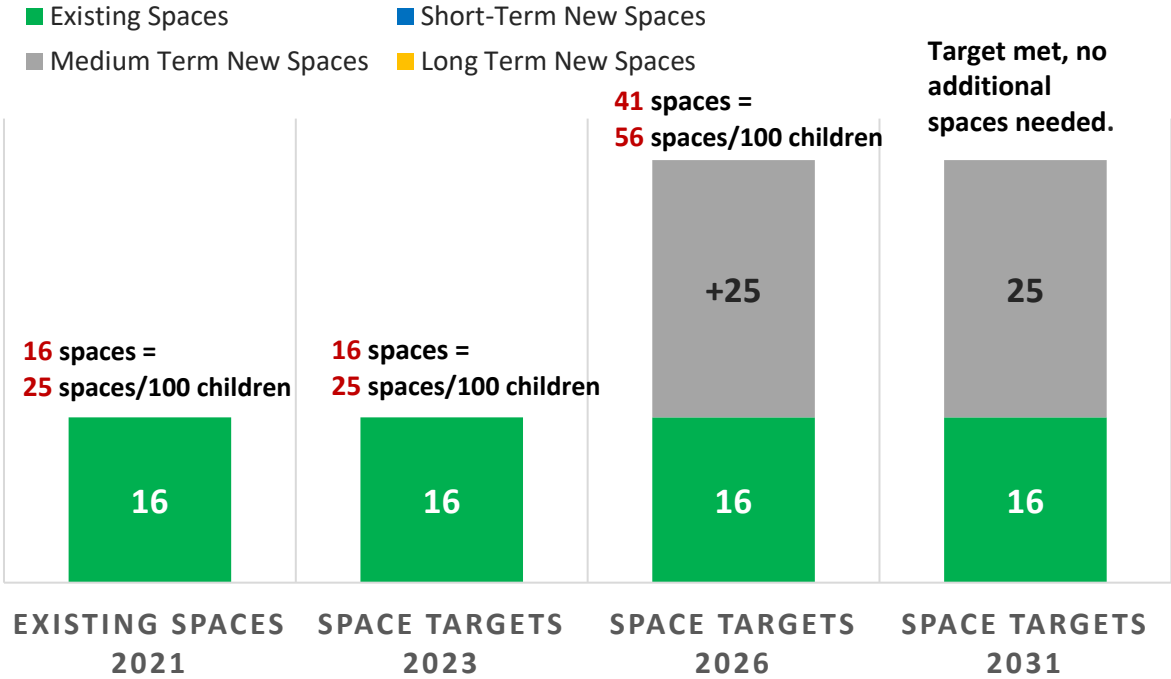 Existing Spaces
Short-Term New Spaces
Medium Term New Spaces
Long Term New Spaces
16 spaces =
25 spaces/100 children
16 spaces =
25 spaces/100 children
41 spaces =
56 spaces/100 children
Target met, no
additional
spaces needed.
16
16
+25
16
25
16
EXISTING SPACES
2021
SPACE TARGETS
2023
SPACE TARGETS
2026
SPACE TARGETS
2031